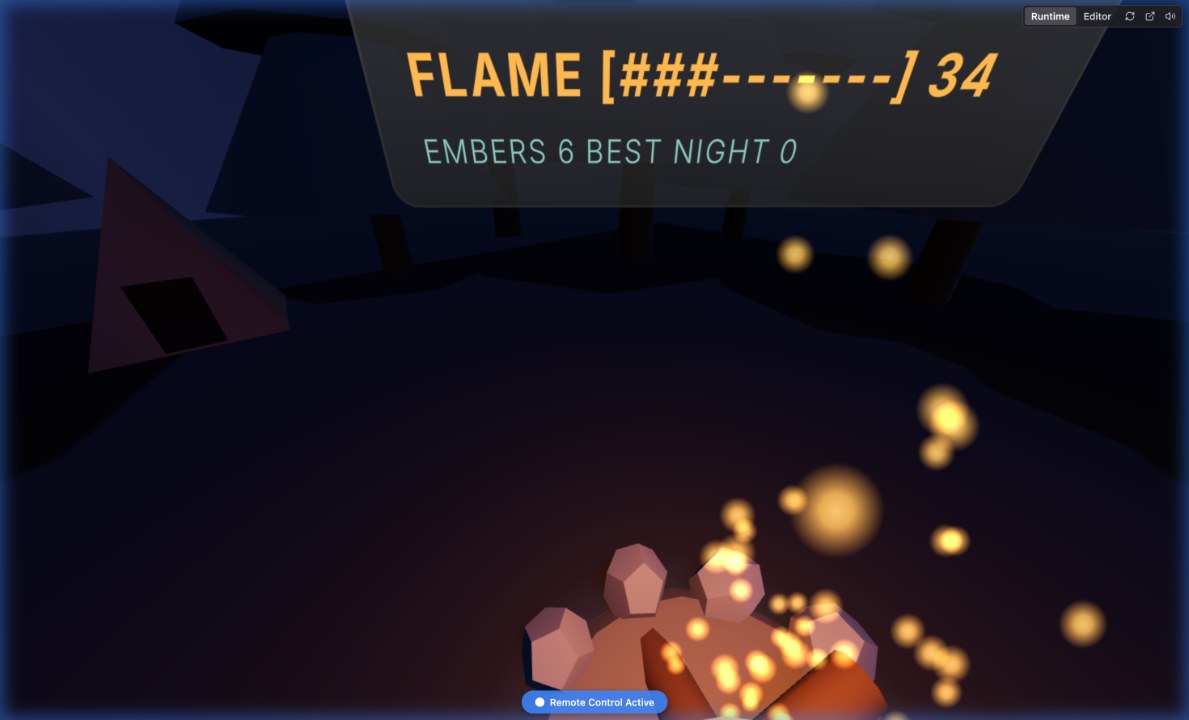 Runtime Editor
FLAME [###-------] 34
EMBERS 6 BEST NIGHT 0
Remote Control Active